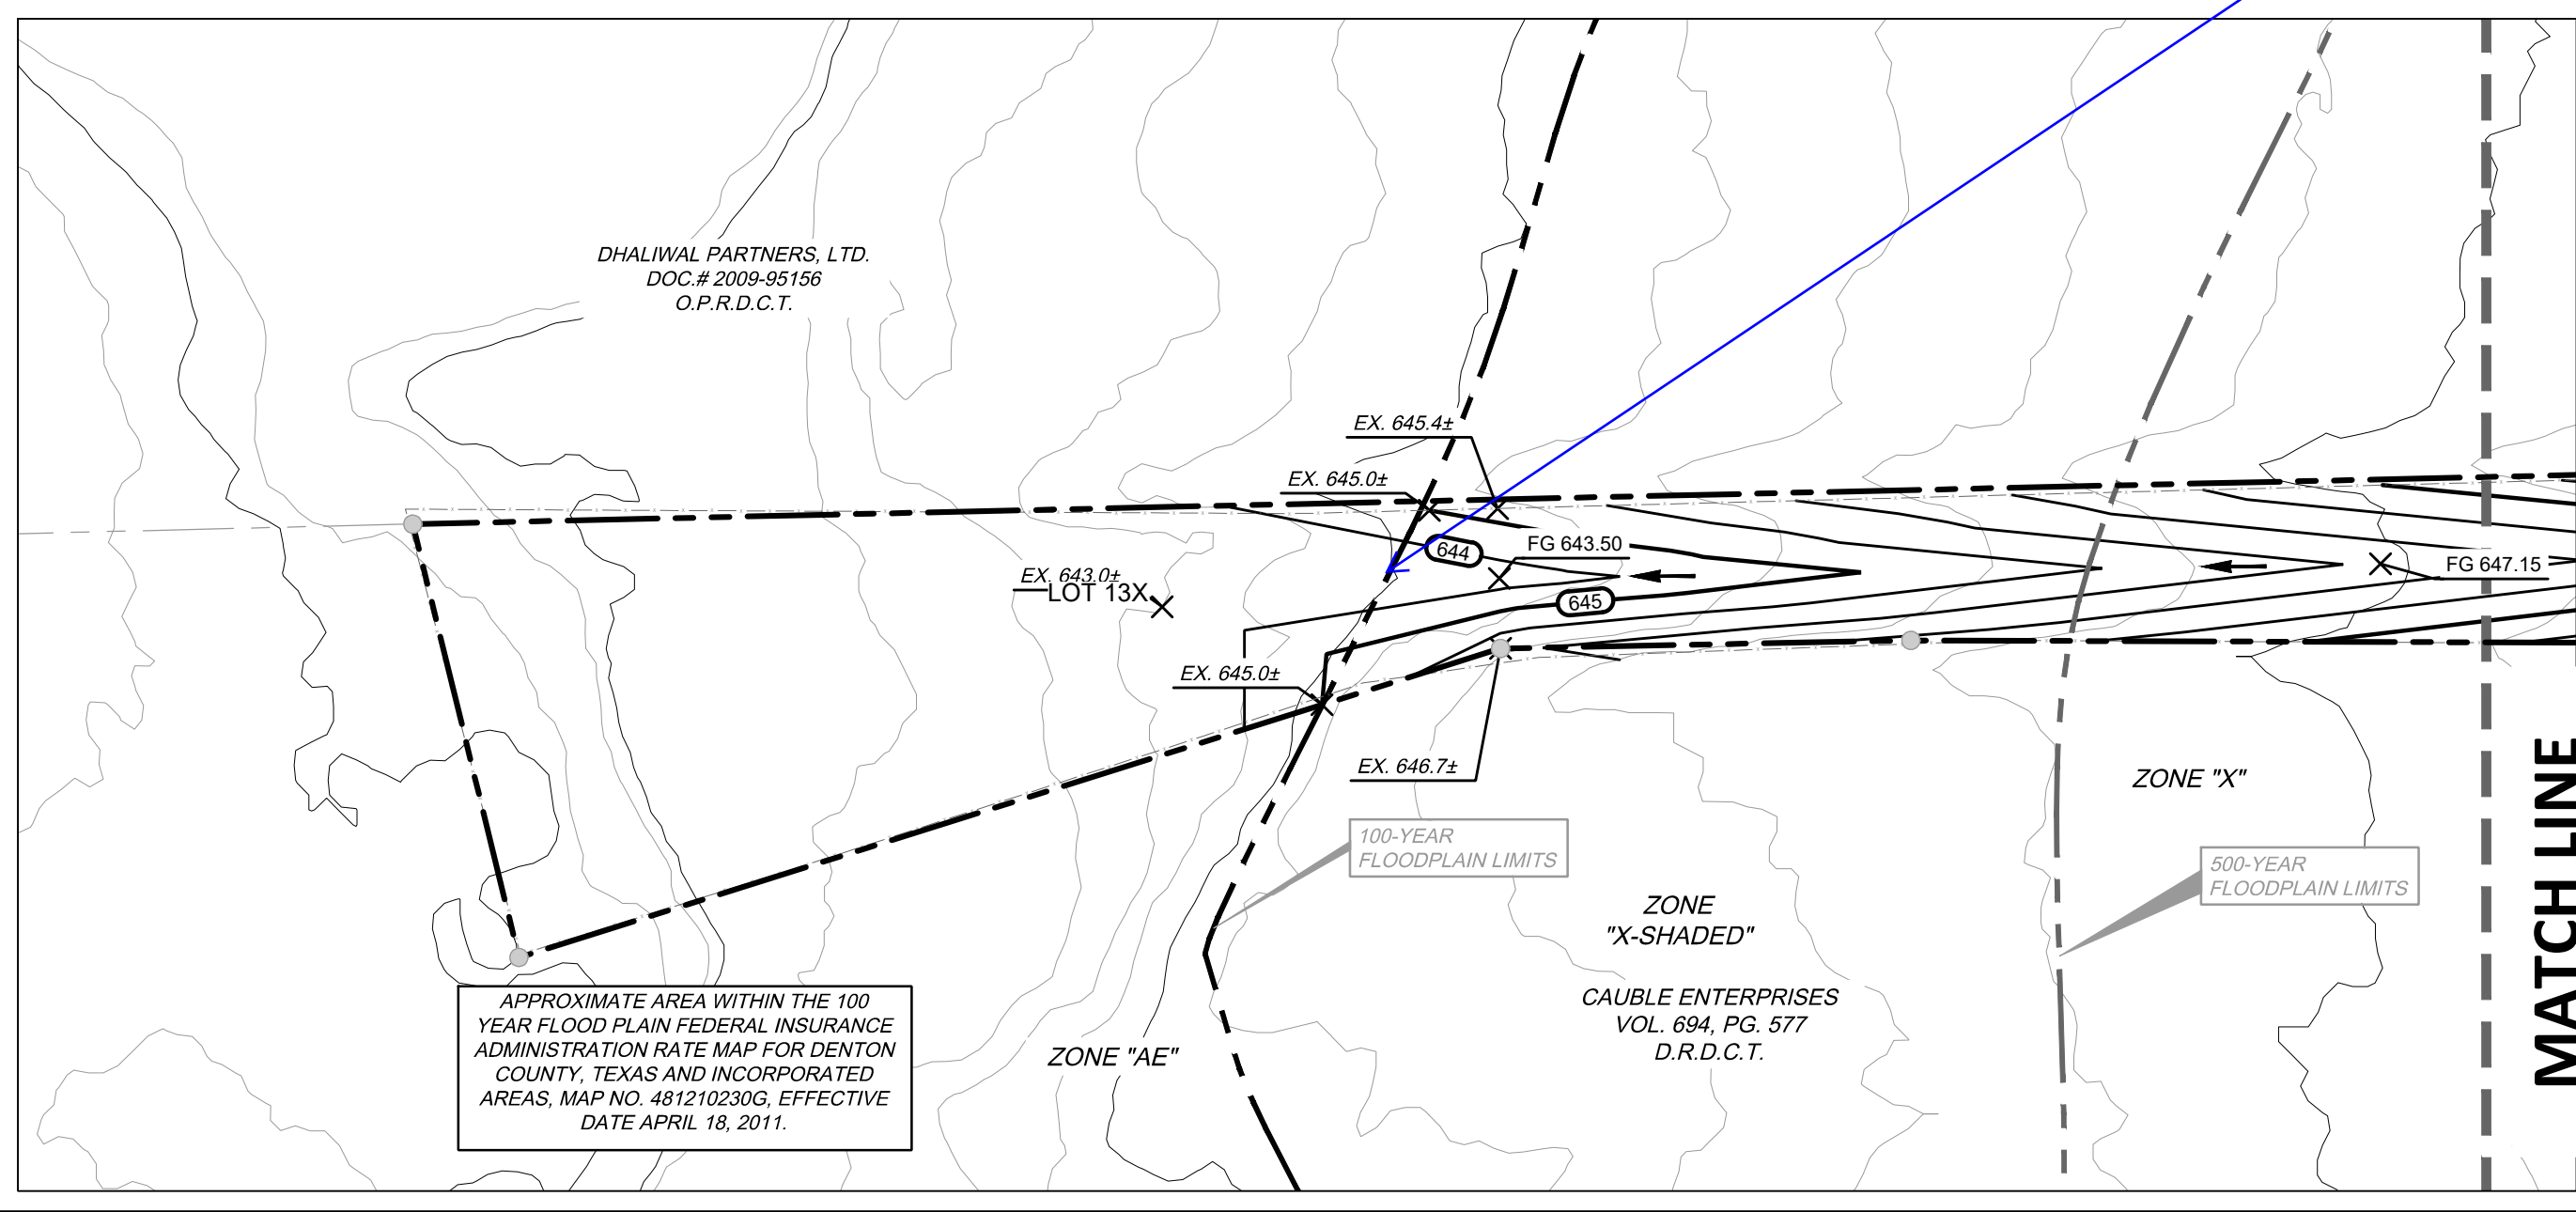 DHALIWAL PARTNERS, LTD.
DOC.# 2009-95156
O.P.R.D.C.T.
EX. 645.4±
EX. 645.0±
644
FG 643.50
FG 647.15
EX. 643.0±
LOT 13X
645
EX. 645.0±
EX. 646.7±
ZONE "X"
MATCH LINE
100-YEAR
FLOODPLAIN LIMITS
500-YEAR
FLOODPLAIN LIMITS
ZONE
"X-SHADED"
CAUBLE ENTERPRISES
VOL. 694, PG. 577
D.R.D.C.T.
APPROXIMATE AREA WITHIN THE 100
YEAR FLOOD PLAIN FEDERAL INSURANCE
ADMINISTRATION RATE MAP FOR DENTON
COUNTY, TEXAS AND INCORPORATED
AREAS, MAP NO. 481210230G, EFFECTIVE
DATE APRIL 18, 2011.
ZONE "AE"